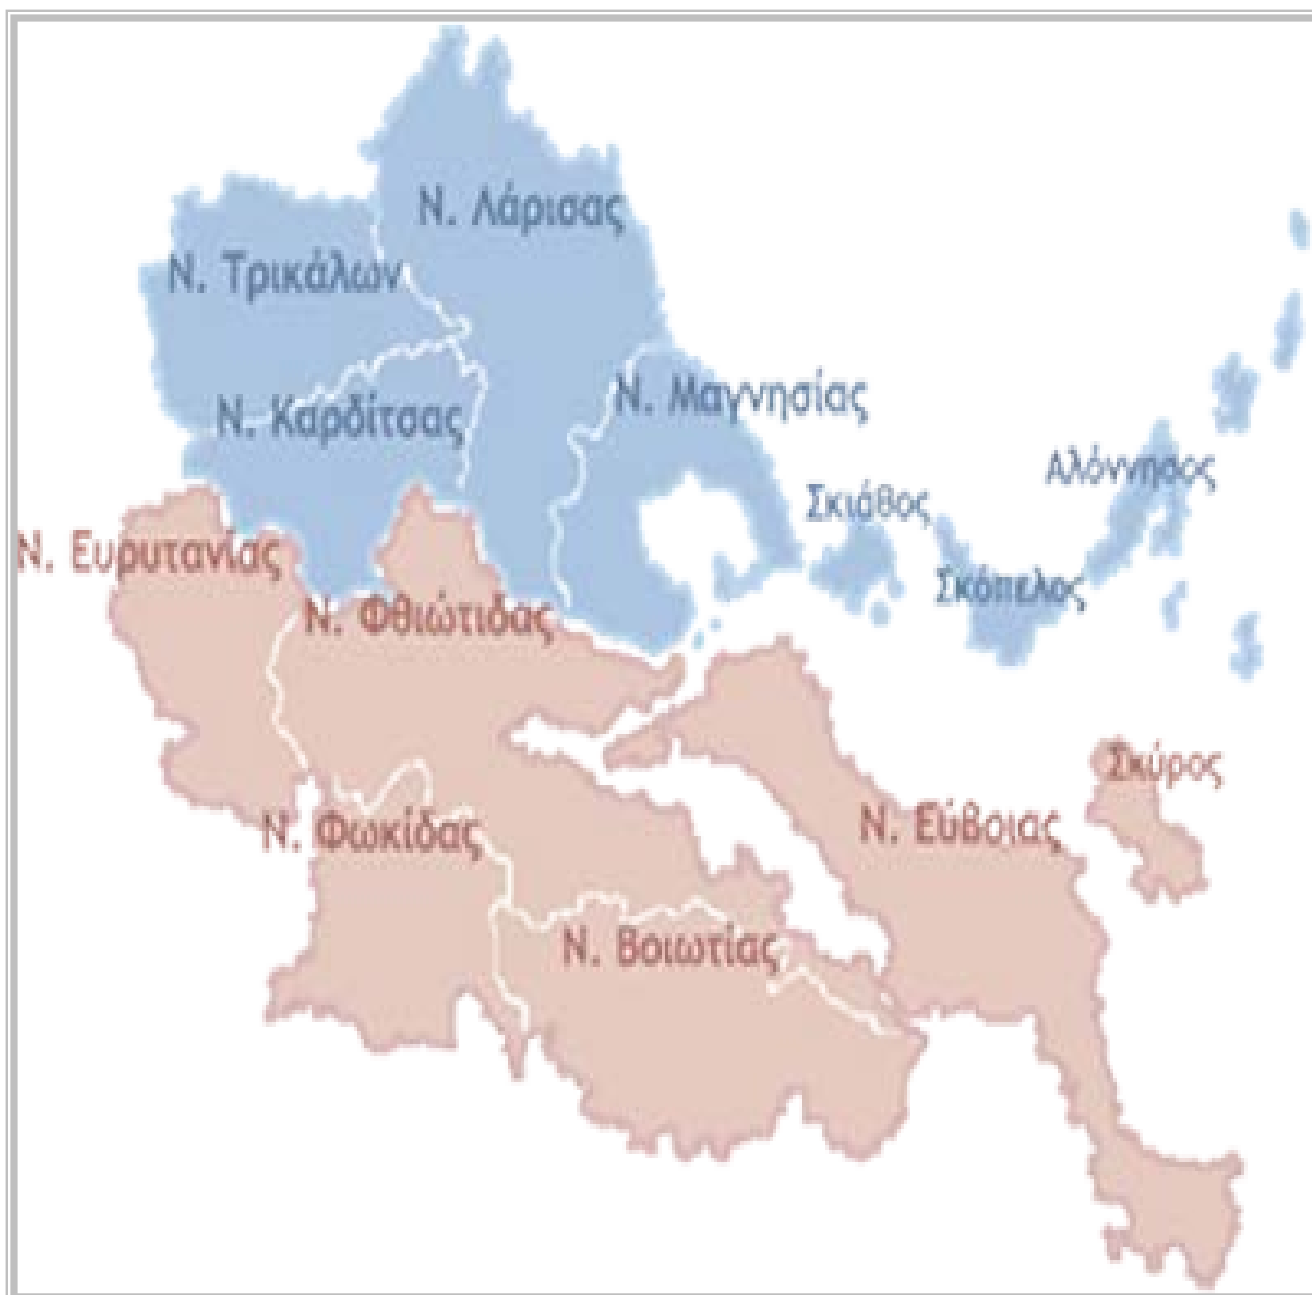 Ν. Λάρισας
Ν. Τρικάλων
Ν. Μαγνησίας
Ν. Καρδίτσας
Αλόννησος
Σκιάθος
Ν. Ευρυτανίας
Σκόπελος
Ν. Φθιώτιδας
Σκύρος
Ν. Φωκίδας
Ν. Εύβοιας
Ν. Βοιωτίας